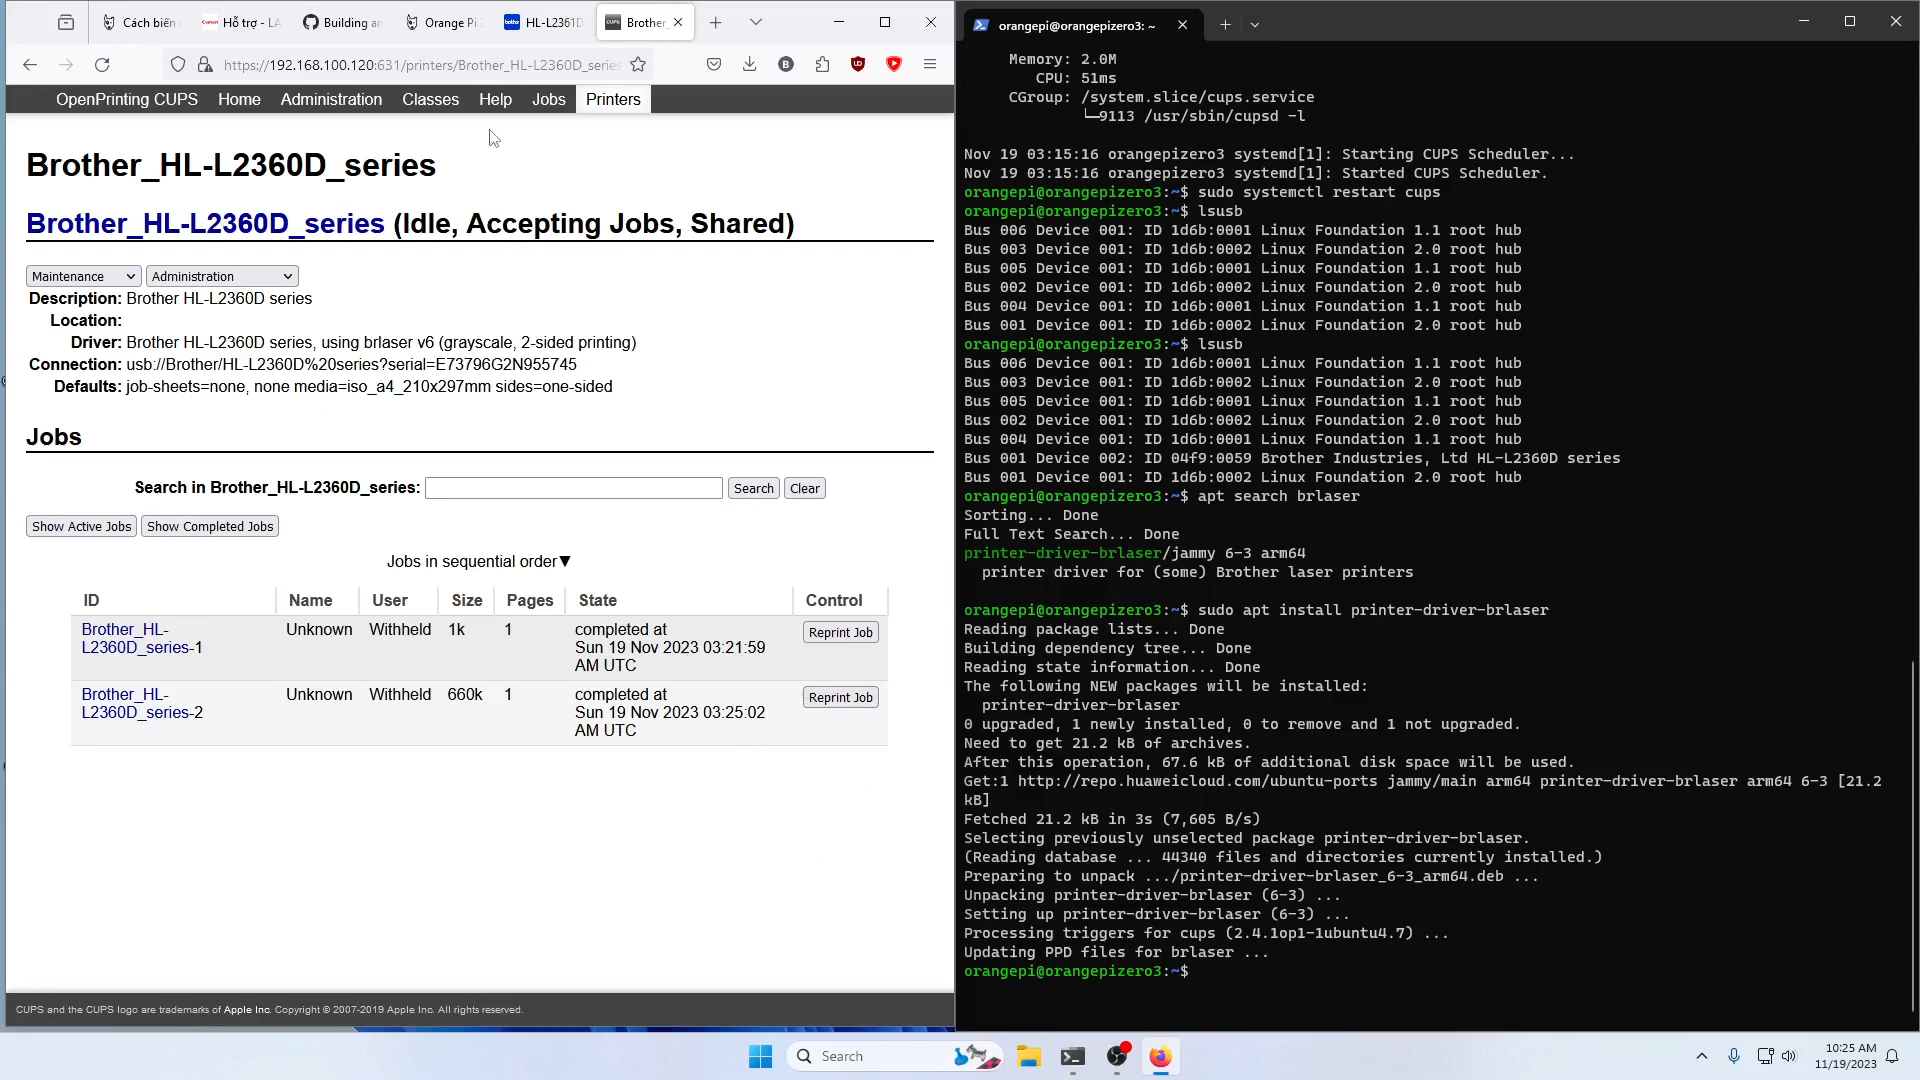 Cách biến
Canon
Hỗ trợ - LA
Building an
Orange Pi Z
brother
HL-L2361D
CUPS
Brother_
https://192.168.100.120:631/printers/Brother_HL-L2360D_series
OpenPrinting CUPS
Home
Administration
Classes
Help
Jobs
Printers
Brother_HL-L2360D_series
Brother_HL-L2360D_series (Idle, Accepting Jobs, Shared)
Maintenance
Administration
Description: Brother HL-L2360D series
Location:
Driver: Brother HL-L2360D series, using brlaser v6 (grayscale, 2-sided printing)
Connection: usb://Brother/HL-L2360D%20series?serial=E73796G2N955745
Defaults: job-sheets=none, none media=iso_a4_210x297mm sides=one-sided
Jobs
Search in Brother_HL-L2360D_series:
Search
Clear
Show Active Jobs
Show Completed Jobs
Jobs in sequential order▼
ID Name User Size Pages State Control
Brother_HL-
L2360D_series-1
Unknown
Withheld
1k
1
completed at
Sun 19 Nov 2023 03:21:59
AM UTC
Reprint Job
Brother_HL-
L2360D_series-2
Unknown
Withheld
660k
1
completed at
Sun 19 Nov 2023 03:25:02
AM UTC
Reprint Job
CUPS and the CUPS logo are trademarks of Apple Inc. Copyright © 2007-2019 Apple Inc. All rights reserved.
orangepi@orangepizero3: ~
Memory: 2.0M
CPU: 51ms
CGroup: /system.slice/cups.service
└─9113 /usr/sbin/cupsd -l
Nov 19 03:15:16 orangepizero3 systemd[1]: Starting CUPS Scheduler...
Nov 19 03:15:16 orangepizero3 systemd[1]: Started CUPS Scheduler.
orangepi@orangepizero3:~$ sudo systemctl restart cups
orangepi@orangepizero3:~$ lsusb
Bus 006 Device 001: ID 1d6b:0001 Linux Foundation 1.1 root hub
Bus 003 Device 001: ID 1d6b:0002 Linux Foundation 2.0 root hub
Bus 005 Device 001: ID 1d6b:0001 Linux Foundation 1.1 root hub
Bus 002 Device 001: ID 1d6b:0002 Linux Foundation 2.0 root hub
Bus 004 Device 001: ID 1d6b:0001 Linux Foundation 1.1 root hub
Bus 001 Device 001: ID 1d6b:0002 Linux Foundation 2.0 root hub
orangepi@orangepizero3:~$ lsusb
Bus 006 Device 001: ID 1d6b:0001 Linux Foundation 1.1 root hub
Bus 003 Device 001: ID 1d6b:0002 Linux Foundation 2.0 root hub
Bus 005 Device 001: ID 1d6b:0001 Linux Foundation 1.1 root hub
Bus 002 Device 001: ID 1d6b:0002 Linux Foundation 2.0 root hub
Bus 004 Device 001: ID 1d6b:0001 Linux Foundation 1.1 root hub
Bus 001 Device 002: ID 04f9:0059 Brother Industries, Ltd HL-L2360D series
Bus 001 Device 001: ID 1d6b:0002 Linux Foundation 2.0 root hub
orangepi@orangepizero3:~$ apt search brlaser
Sorting... Done
Full Text Search... Done
printer-driver-brlaser/jammy 6-3 arm64
printer driver for (some) Brother laser printers
orangepi@orangepizero3:~$ sudo apt install printer-driver-brlaser
Reading package lists... Done
Building dependency tree... Done
Reading state information... Done
The following NEW packages will be installed:
printer-driver-brlaser
0 upgraded, 1 newly installed, 0 to remove and 1 not upgraded.
Need to get 21.2 kB of archives.
After this operation, 67.6 kB of additional disk space will be used.
Get:1 http://repo.huaweicloud.com/ubuntu-ports jammy/main arm64 printer-driver-brlaser arm64 6-3 [21.2
kB]
Fetched 21.2 kB in 3s (7,605 B/s)
Selecting previously unselected package printer-driver-brlaser.
(Reading database ... 44340 files and directories currently installed.)
Preparing to unpack .../printer-driver-brlaser_6-3_arm64.deb ...
Unpacking printer-driver-brlaser (6-3) ...
Setting up printer-driver-brlaser (6-3) ...
Processing triggers for cups (2.4.1op1-1ubuntu4.7) ...
Updating PPD files for brlaser ...
orangepi@orangepizero3:~$
Search
10:25 AM
11/19/2023